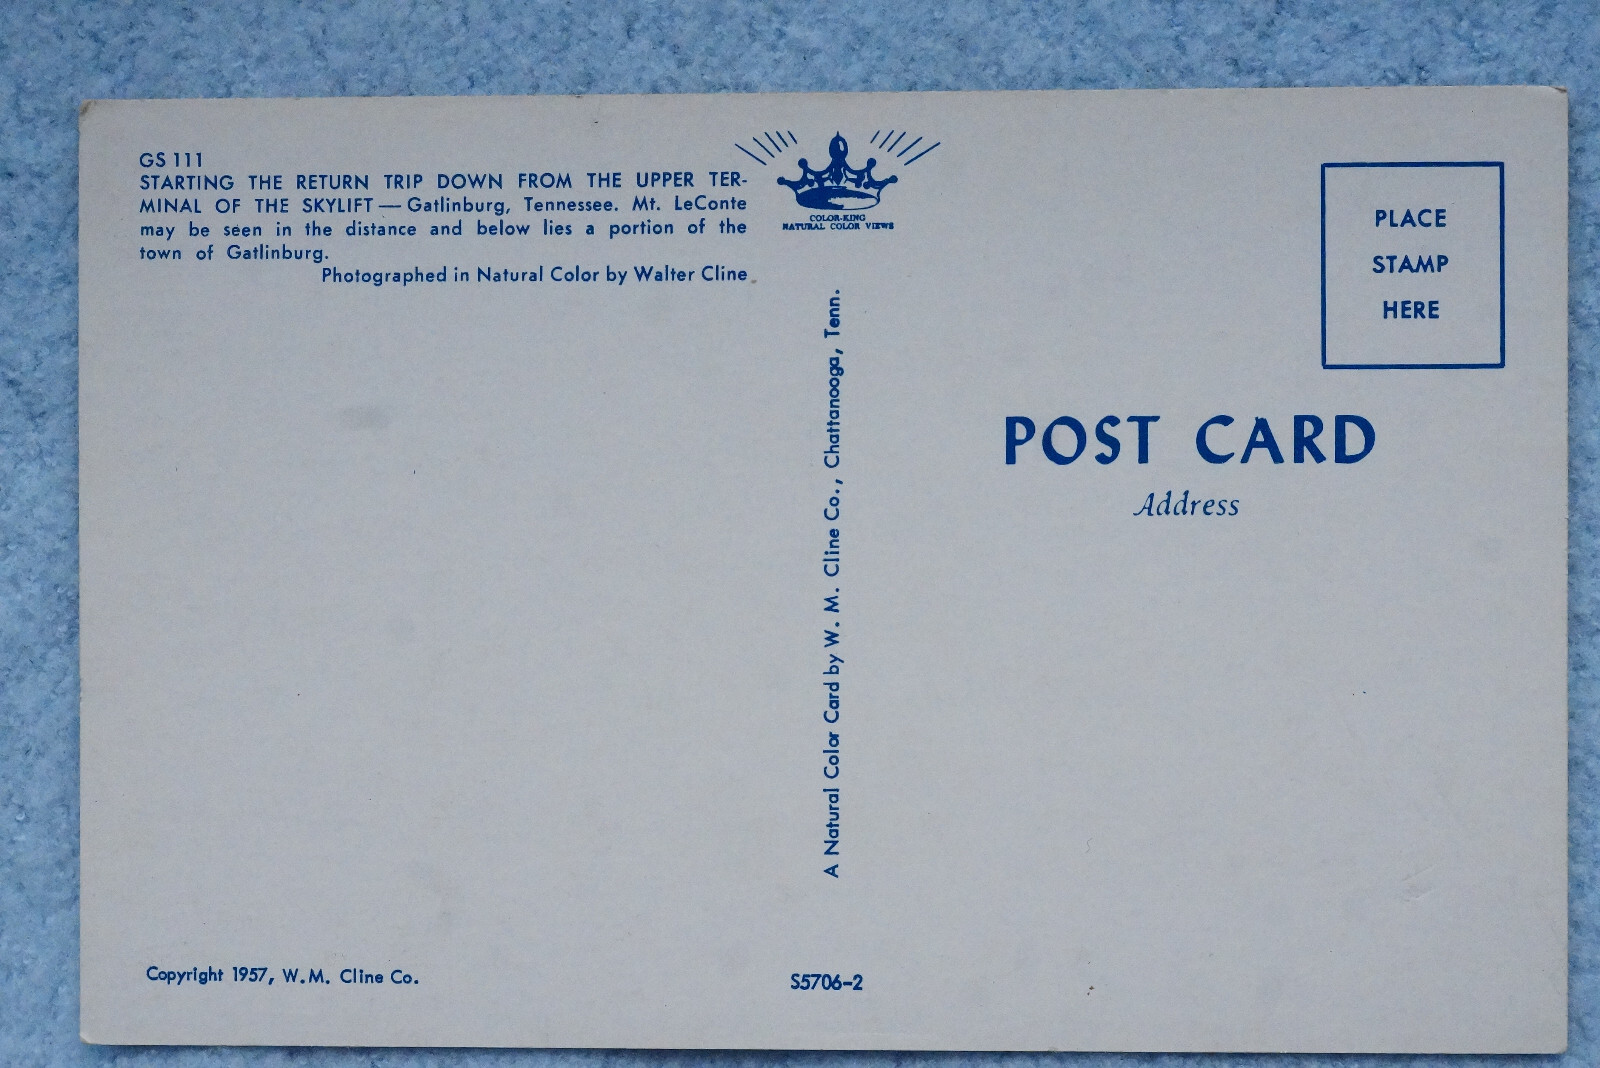 GS 111
STARTING THE RETURN TRIP DOWN FROM THE UPPER TER-
MINAL OF THE SKYLIFT — Gatlinburg, Tennessee. Mt. LeConte
may be seen in the distance and below lies a portion of the
town of Gatlinburg.
Photographed in Natural Color by Walter Cline
COLOR-KING
NATURAL COLOR VIEWS
A Natural Color Card by W. M. Cline Co., Chattanooga, Tenn.
PLACE
STAMP
HERE
POST CARD
Address
Copyright 1957, W.M. Cline Co.
S5706-2